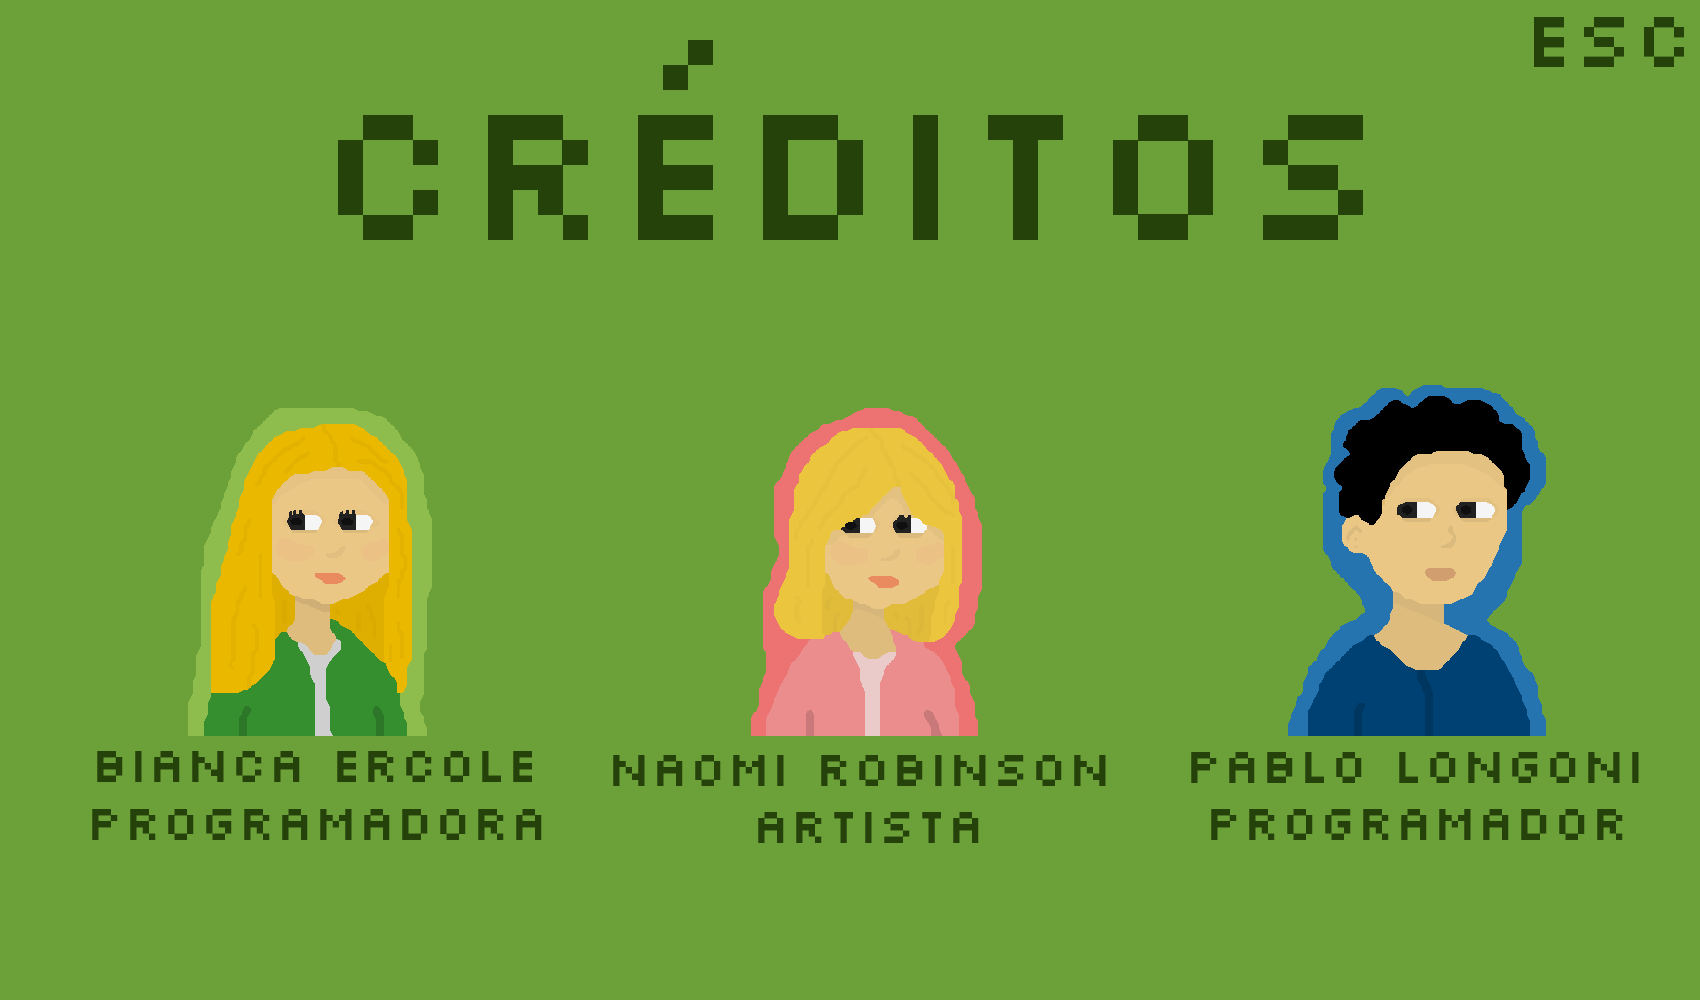 ESC
CRÉDITOS
BIANCA ERCOLE
PROGRAMADORA
NAOMI ROBINSON
ARTISTA
PABLO LONGONI
PROGRAMADOR